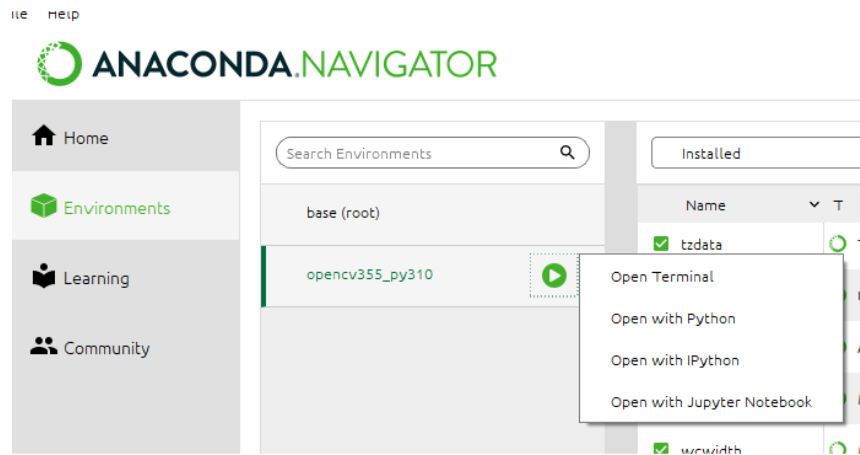 Help
ANACONDA.NAVIGATOR
Home
Environments
Learning
Community
Search Environments
base (root)
opencv355_py310
Installed
Name
T
tzdata
Open Terminal
Open with Python
Open with IPython
Open with Jupyter Notebook
wcwidth